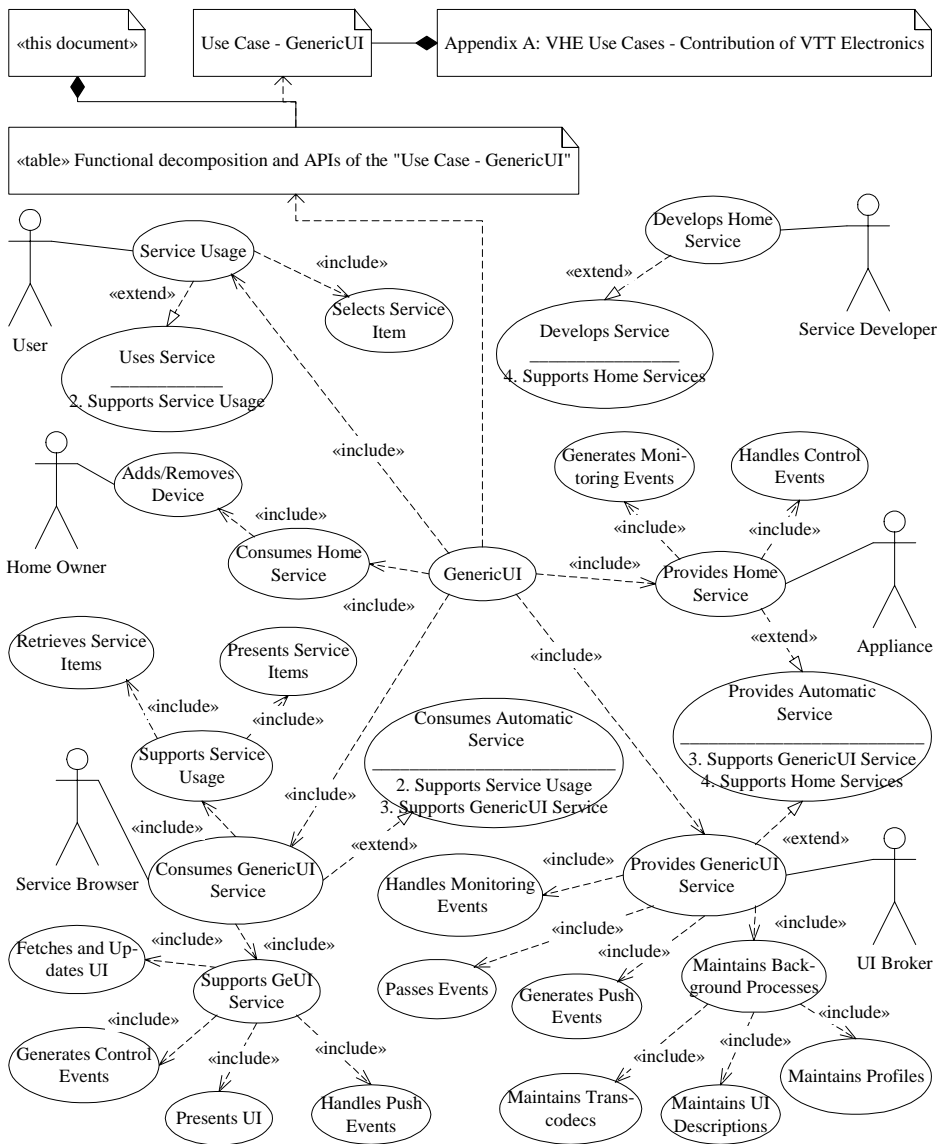 «this document»
Use Case - GenericUI
Appendix A: VHE Use Cases - Contribution of VTT Electronics
«table» Functional decomposition and APIs of the "Use Case - GenericUI"
User
Service Usage
«include»
«extend»
Selects Service
Item
Uses Service
2. Supports Service Usage
Develops Home
Service
«extend»
Service Developer
Develops Service
4. Supports Home Services
«include»
Home Owner
Adds/Removes
Device
«include»
Consumes Home
Service
«include»
GenericUI
«include»
Generates Moni-
toring Events
Handles Control
Events
«include»
«include»
Provides Home
Service
Appliance
«extend»
Retrieves Service
Items
Presents Service
Items
«include»
«include»
«include»
«include»
Supports Service
Usage
Consumes Automatic
Service
2. Supports Service Usage
3. Supports GenericUI Service
Provides Automatic
Service
3. Supports GenericUI Service
4. Supports Home Services
Service Browser
«include»
Consumes GenericUI
Service
«extend»
«extend»
Provides GenericUI
Service
UI Broker
Handles Monitoring
Events
«include»
«include»
«include»
«include»
Passes Events
Generates Push
Events
Maintains Back-
ground Processes
«include»
Fetches and Up-
dates UI
«include»
Supports GeUI
Service
«include»
«include»
«include»
Generates Control
Events
Presents UI
Handles Push
Events
«include»
«include»
«include»
Maintains Trans-
codecs
Maintains UI
Descriptions
Maintains Profiles